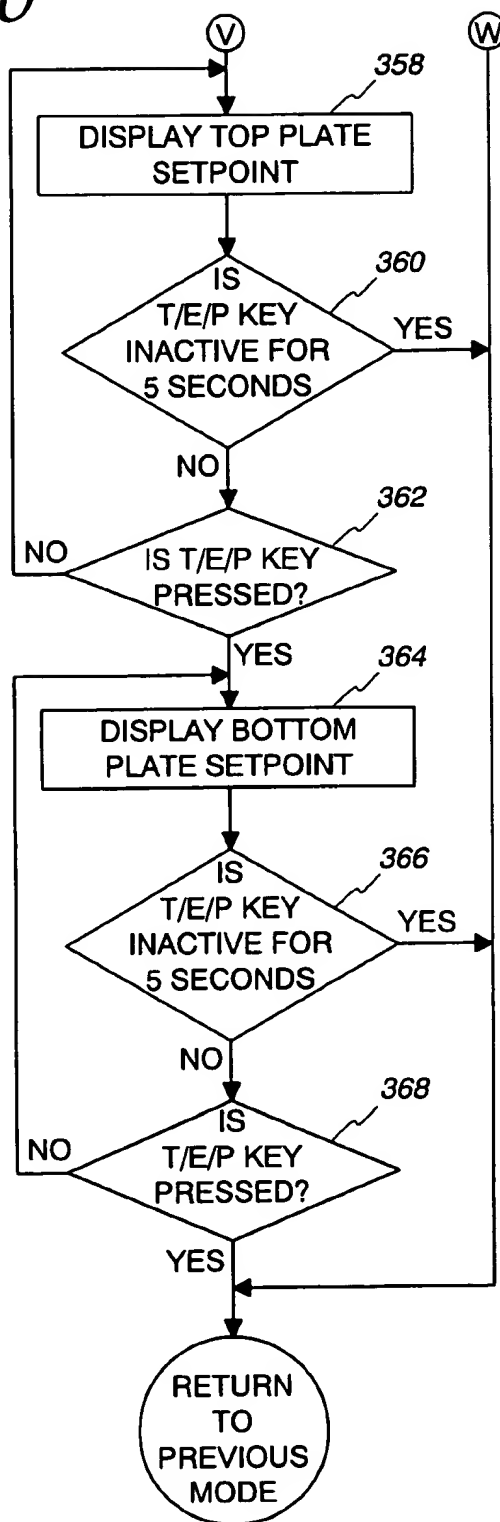 V
W
358
DISPLAY TOP PLATE
SETPOINT
360
IS
T/E/P KEY
INACTIVE FOR
5 SECONDS
YES
NO
362
NO
IS T/E/P KEY
PRESSED?
YES
364
DISPLAY BOTTOM
PLATE SETPOINT
366
IS
T/E/P KEY
INACTIVE FOR
5 SECONDS
YES
NO
368
NO
IS
T/E/P KEY
PRESSED?
YES
RETURN
TO
PREVIOUS
MODE